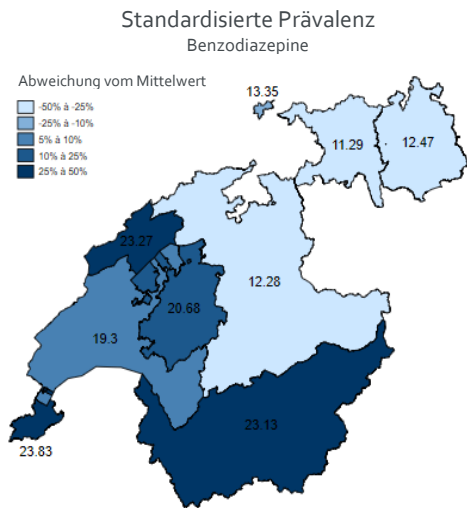 Standardisierte Prävalenz
Benzodiazepine
Abweichung vom Mittelwert
-50% à -25%
-25% à -10%
5% à 10%
10% à 25%
25% à 50%
13.35
11.29
12.47
23.27
12.28
20.68
19.3
23.13
23.83